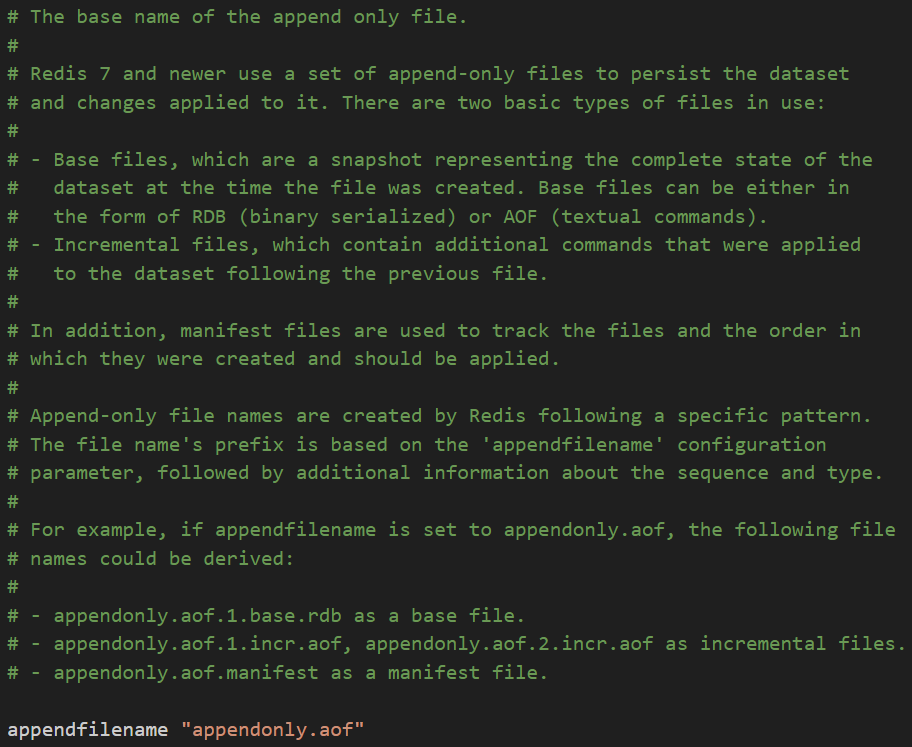 # The base name of the append only file.
#
# Redis 7 and newer use a set of append-only files to persist the dataset
# and changes applied to it. There are two basic types of files in use:
#
# - Base files, which are a snapshot representing the complete state of the
#   dataset at the time the file was created. Base files can be either in
#   the form of RDB (binary serialized) or AOF (textual commands).
# - Incremental files, which contain additional commands that were applied
#   to the dataset following the previous file.
#
# In addition, manifest files are used to track the files and the order in
# which they were created and should be applied.
#
# Append-only file names are created by Redis following a specific pattern.
# The file name's prefix is based on the 'appendfilename' configuration
# parameter, followed by additional information about the sequence and type.
#
# For example, if appendfilename is set to appendonly.aof, the following file
# names could be derived:
#
# - appendonly.aof.1.base.rdb as a base file.
# - appendonly.aof.1.incr.aof, appendonly.aof.2.incr.aof as incremental files.
# - appendonly.aof.manifest as a manifest file.

appendfilename "appendonly.aof"